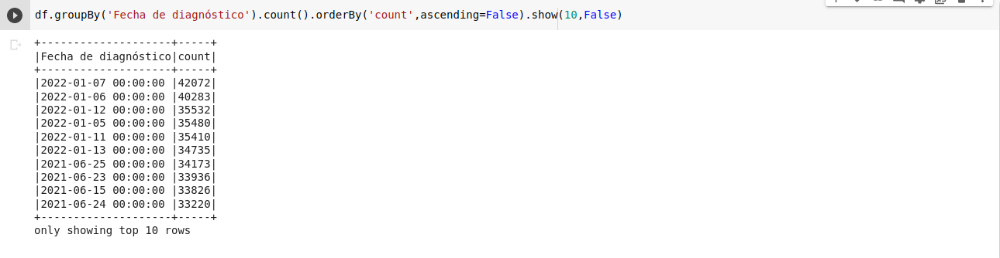 df.groupBy('Fecha de diagnóstico').count().orderBy('count',ascending=False).show(10,False)
+--------------------+-----+
|Fecha de diagnóstico|count|
+--------------------+-----+
|2022-01-07 00:00:00 |42072|
|2022-01-06 00:00:00 |40283|
|2022-01-12 00:00:00 |35532|
|2022-01-05 00:00:00 |35480|
|2022-01-11 00:00:00 |35410|
|2022-01-13 00:00:00 |34735|
|2021-06-25 00:00:00 |34173|
|2021-06-23 00:00:00 |33936|
|2021-06-15 00:00:00 |33826|
|2021-06-24 00:00:00 |33220|
+--------------------+-----+
only showing top 10 rows